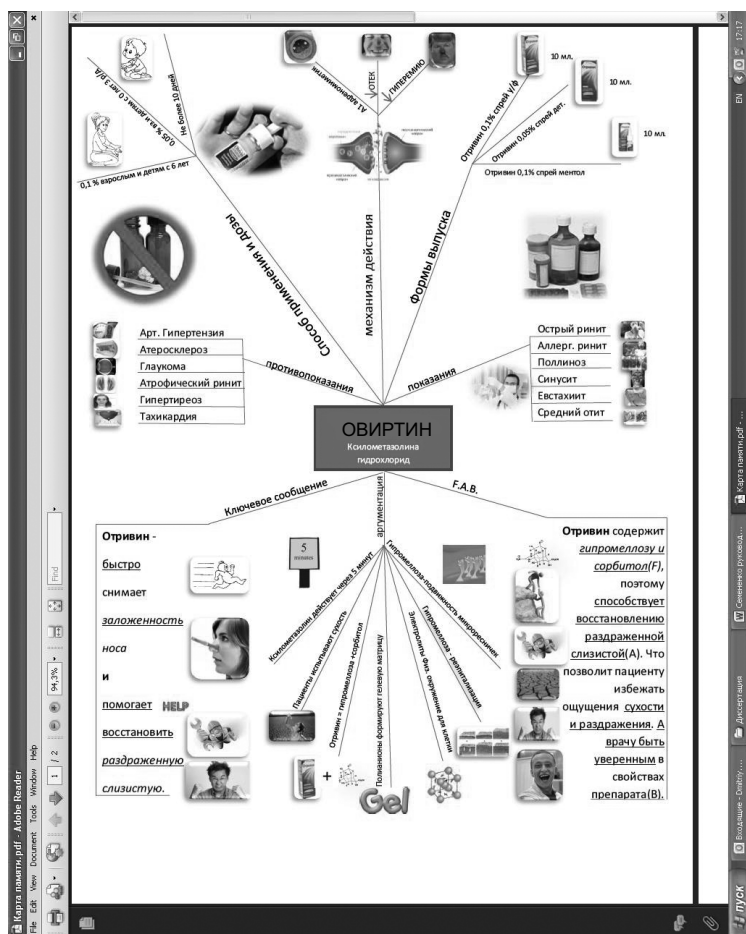 Карта памяти.pdf - Adobe Reader
File Edit View Document Tools Window Help
1 / 2
94,3%
Find
0,1 % взрослым и детям с 6 лет
0,05 % вза детям с 0 лет 3 р/д
Не более 10 дней
Способ применения и дозы
А1 адреномиметик
ОТЕК
ГИПЕРЕМИЮ
механизм действия
Отривин 0,1% спрей у/ф
10 мл.
Отривин 0,05% спрей дет.
10 мл.
Отривин 0,1% спрей ментол
10 мл.
Формы выпуска
Арт. Гипертензия
Атеросклероз
Глаукома
Атрофический ринит
Гипертиреоз
Тахикардия
противопоказания
показания
Острый ринит
Аллерг. ринит
Поллиноз
Синусит
Евстахиит
Средний отит
ОВИРТИН
Ксилометазолина
гидрохлорид
Ключевое сообщение
аргументация
F.A.B.
Отривин -
быстро
снимает
заложенность
носа
и
помогает
HELP
восстановить
раздраженную
слизистую.
5
Ксилометазолин действует через 5 минут
Пациенты испытывают сухость
Отривин = гипромеллоза +сорбитол
Полианионы формируют гелевую матрицу
Электролиты Физ. окружение для клетки
Гипромеллоза - реэпитализация
Гипромеллоза-подвижность микроресничек
+
Gel
Отривин содержит
гипромеллозу и
сорбитол(F),
поэтому
способствует
восстановлению
раздраженной
слизистой(А). Что
позволит пациенту
избежать
ощущения сухости
и раздражения. А
врачу быть
уверенным в
свойствах
препарата(В).
пуск
Входящие - Dmitriy ...
Диссертация
Семененко руковод...
Карта памяти.pdf - ...
EN
17:17